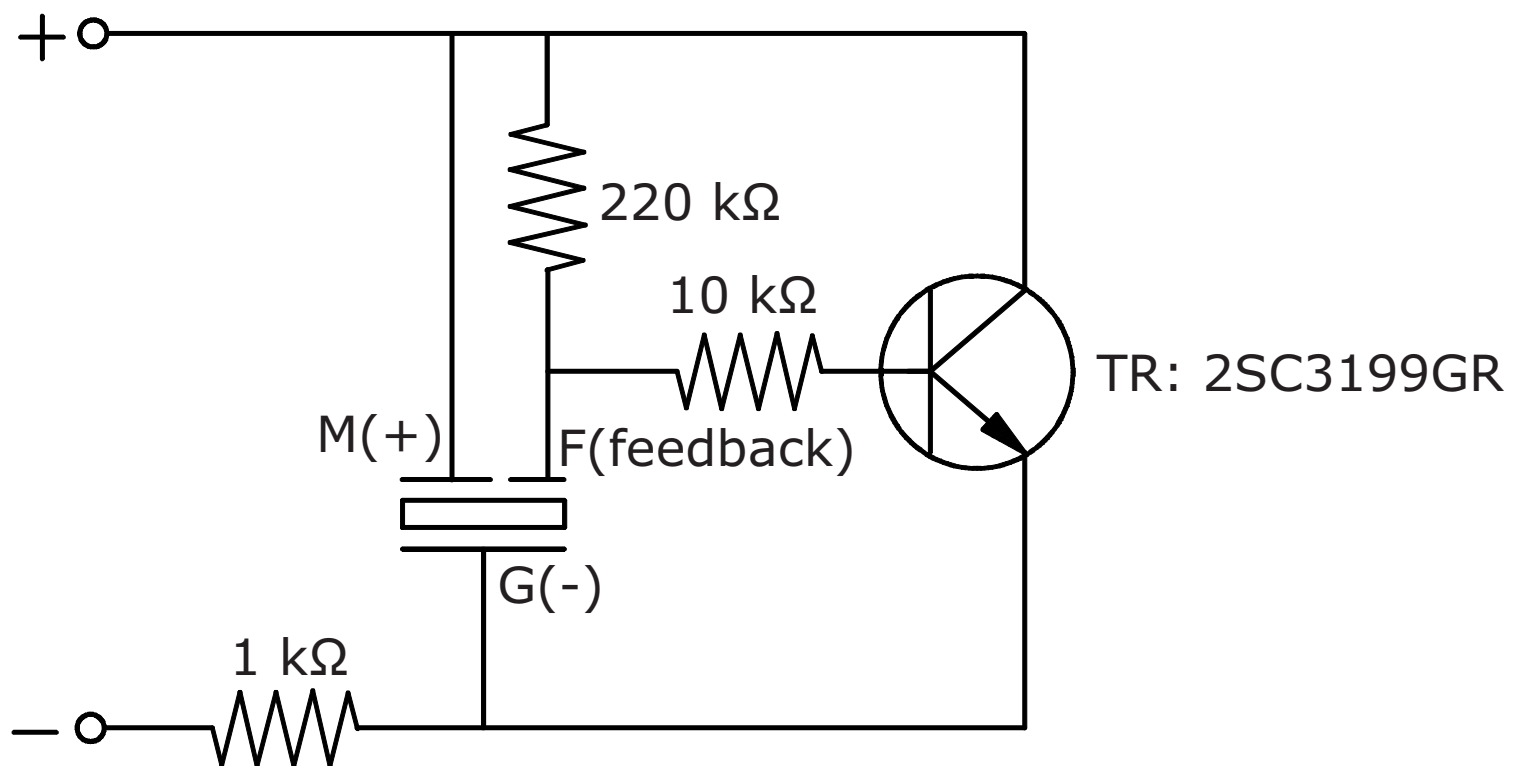 +
220 kΩ
10 kΩ
TR: 2SC3199GR
M(+)
F(feedback)
G(-)
1 kΩ
−